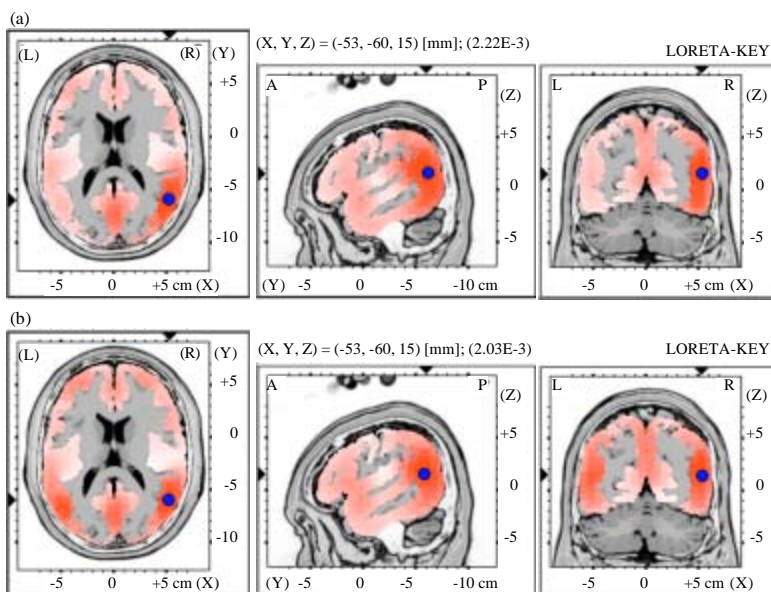 (a)
(X, Y, Z) = (-53, -60, 15) [mm]; (2.22E-3) LORETA-KEY
(L) (R) (Y)
+5
0
-5
-10
-5 0 +5 cm (X)
A P
(Z)
+5
0
-5
(Y) +5 0 -5 -10 cm
L R
(Z)
+5
0
-5
-5 0 +5 cm (X)
(b)
(X, Y, Z) = (-53, -60, 15) [mm]; (2.03E-3) LORETA-KEY
(L) (R) (Y)
+5
0
-5
-10
-5 0 +5 cm (X)
A P
(Z)
+5
0
-5
(Y) +5 0 -5 -10 cm
L R
(Z)
+5
0
-5
-5 0 +5 cm (X)